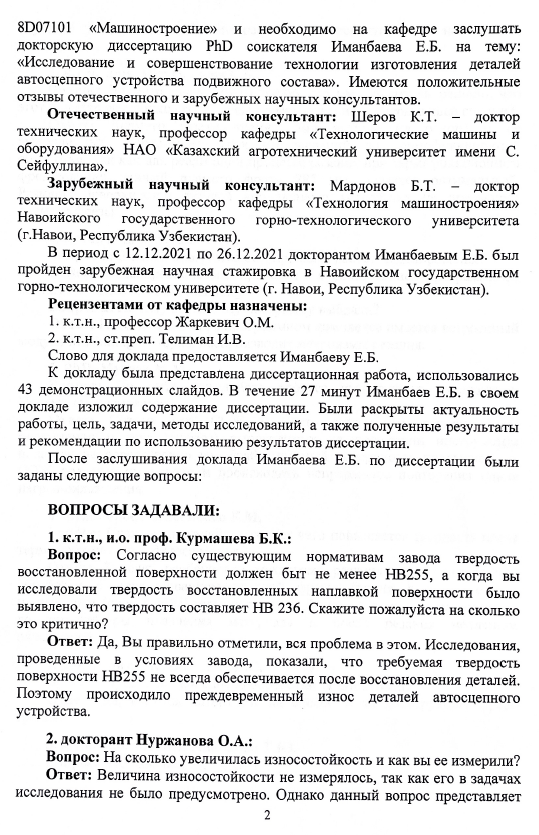 8D07101 «Машиностроение» и необходимо на кафедре заслушать
докторскую диссертацию PhD соискателя Иманбаева Е.Б. на тему:
«Исследование и совершенствование технологии изготовления деталей
автосцепного устройства подвижного состава». Имеются положительные
отзывы отечественного и зарубежных научных консультантов.
Отечественный научный консультант: Шеров К.Т. – доктор
технических наук, профессор кафедры «Технологические машины и
оборудования» НАО «Казахский агротехнический университет имени С.
Сейфуллина».
Зарубежный научный консультант: Мардонов Б.Т. – доктор
технических наук, профессор кафедры «Технология машиностроения»
Навоийского государственного горно-технологического университета
(г.Навои, Республика Узбекистан).
В период с 12.12.2021 по 26.12.2021 докторантом Иманбаевым Е.Б. был
пройден зарубежная научная стажировка в Навоийском государственном
горно-технологическом университете (г. Навои, Республика Узбекистан).
Рецензентами от кафедры назначены:
1. к.т.н., профессор Жаркевич О.М.
2. к.т.н., ст.преп. Телиман И.В.
Слово для доклада предоставляется Иманбаеву Е.Б.
К докладу была представлена диссертационная работа, использовались
43 демонстрационных слайдов. В течение 27 минут Иманбаев Е.Б. в своем
докладе изложил содержание диссертации. Были раскрыты актуальность
работы, цель, задачи, методы исследований, а также полученные результаты
и рекомендации по использованию результатов диссертации.
После заслушивания доклада Иманбаева Е.Б. по диссертации были
заданы следующие вопросы:
ВОПРОСЫ ЗАДАВАЛИ:
1. к.т.н., и.о. проф. Курмашева Б.К.:
Вопрос: Согласно существующим нормативам завода твердость
восстановленной поверхности должен быт не менее НВ255, а когда вы
исследовали твердость восстановленных наплавкой поверхности было
выявлено, что твердость составляет НВ 236. Скажите пожалуйста на сколько
это критично?
Ответ: Да, Вы правильно отметили, вся проблема в этом. Исследования,
проведенные в условиях завода, показали, что требуемая твердость
поверхности НВ255 не всегда обеспечивается после восстановления деталей.
Поэтому происходило преждевременный износ деталей автосцепного
устройства.
2. докторант Нуржанова О.А.:
Вопрос: На сколько увеличилась износостойкость и как вы ее измерили?
Ответ: Величина износостойкости не измерялось, так как его в задачах
исследования не было предусмотрено. Однако данный вопрос представляет
2